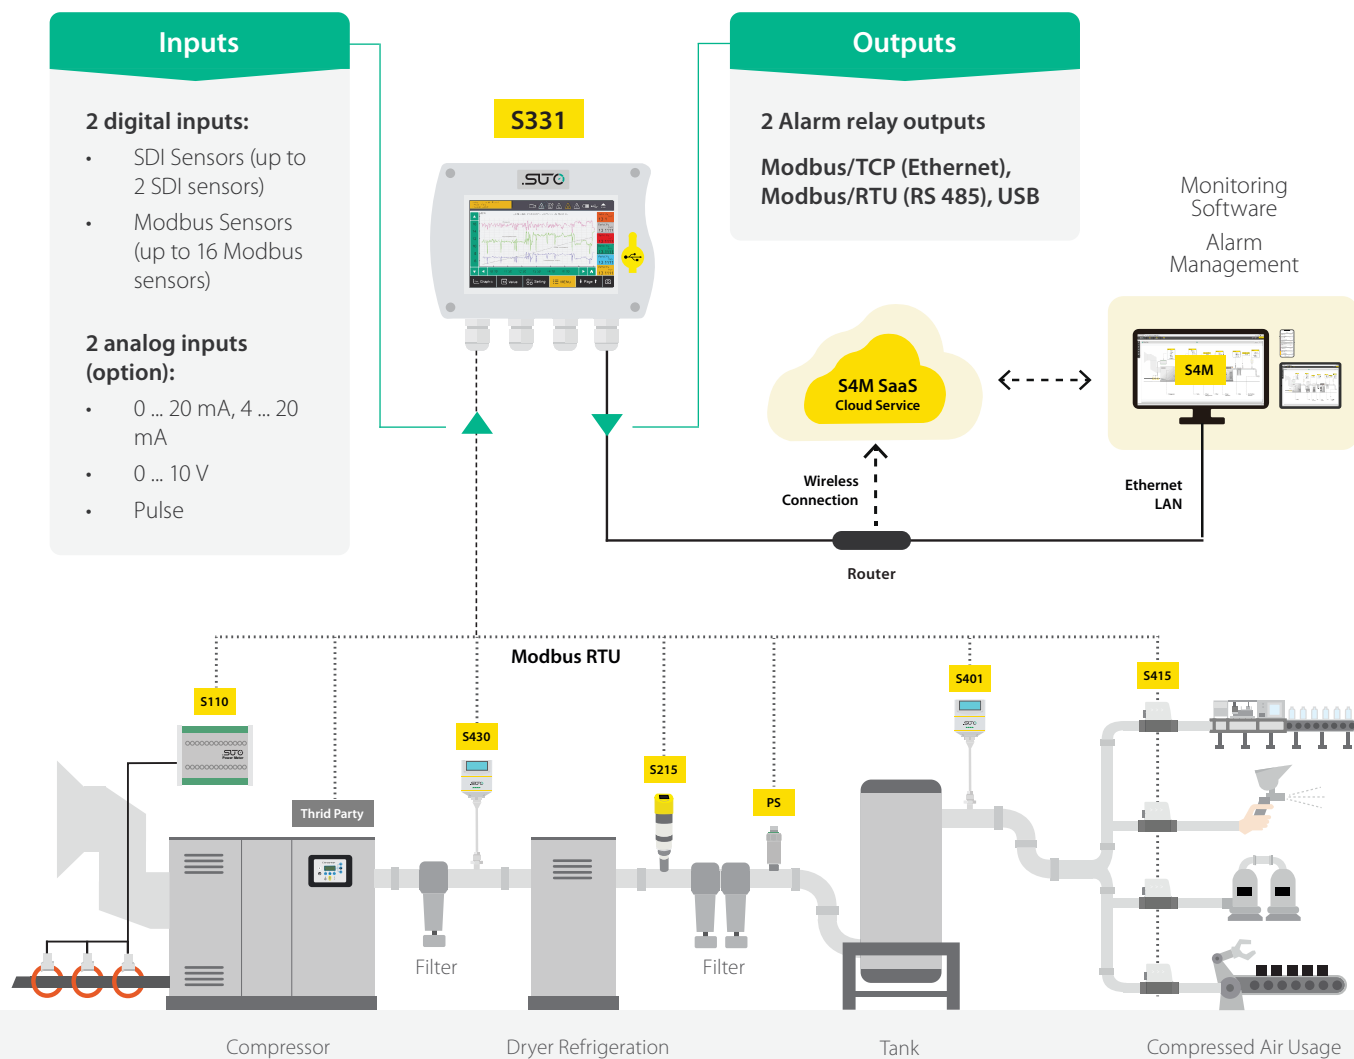 Inputs
2 digital inputs:
• SDI Sensors (up to
2 SDI sensors)
• Modbus Sensors
(up to 16 Modbus
sensors)
2 analog inputs
(option):
• 0 ... 20 mA, 4 ... 20
mA
• 0 ... 10 V
• Pulse
S331
SUTO
Outputs
2 Alarm relay outputs
Modbus/TCP (Ethernet),
Modbus/RTU (RS 485), USB
Monitoring
Software
Alarm
Management
S4M
S4M SaaS
Cloud Service
Wireless
Connection
Ethernet
LAN
Router
Modbus RTU
S110
SUTO
Power Meter
Thrid Party
S430
S215
PS
S401
S415
Filter
Filter
Compressor
Dryer Refrigeration
Tank
Compressed Air Usage